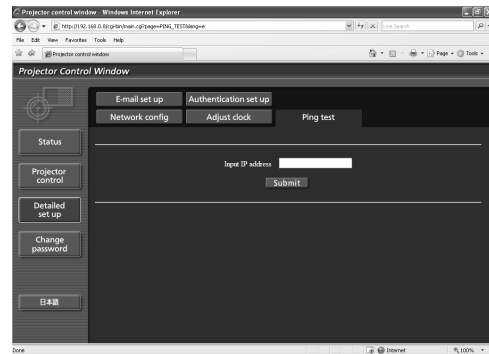 Projector control window - Windows Internet Explorer
http://192.168.0.8/cgi-bin/main.cgi?page=PING_TEST&lang=e
Live Search
File Edit View Favorites Tools Help
Projector control window
Page Tools
Projector Control Window
E-mail set up Authentication set up
Network config Adjust clock Ping test
Status
Projector
control
Detailed
set up
Change
password
日本語
Input IP address
Submit
Done Internet 100%